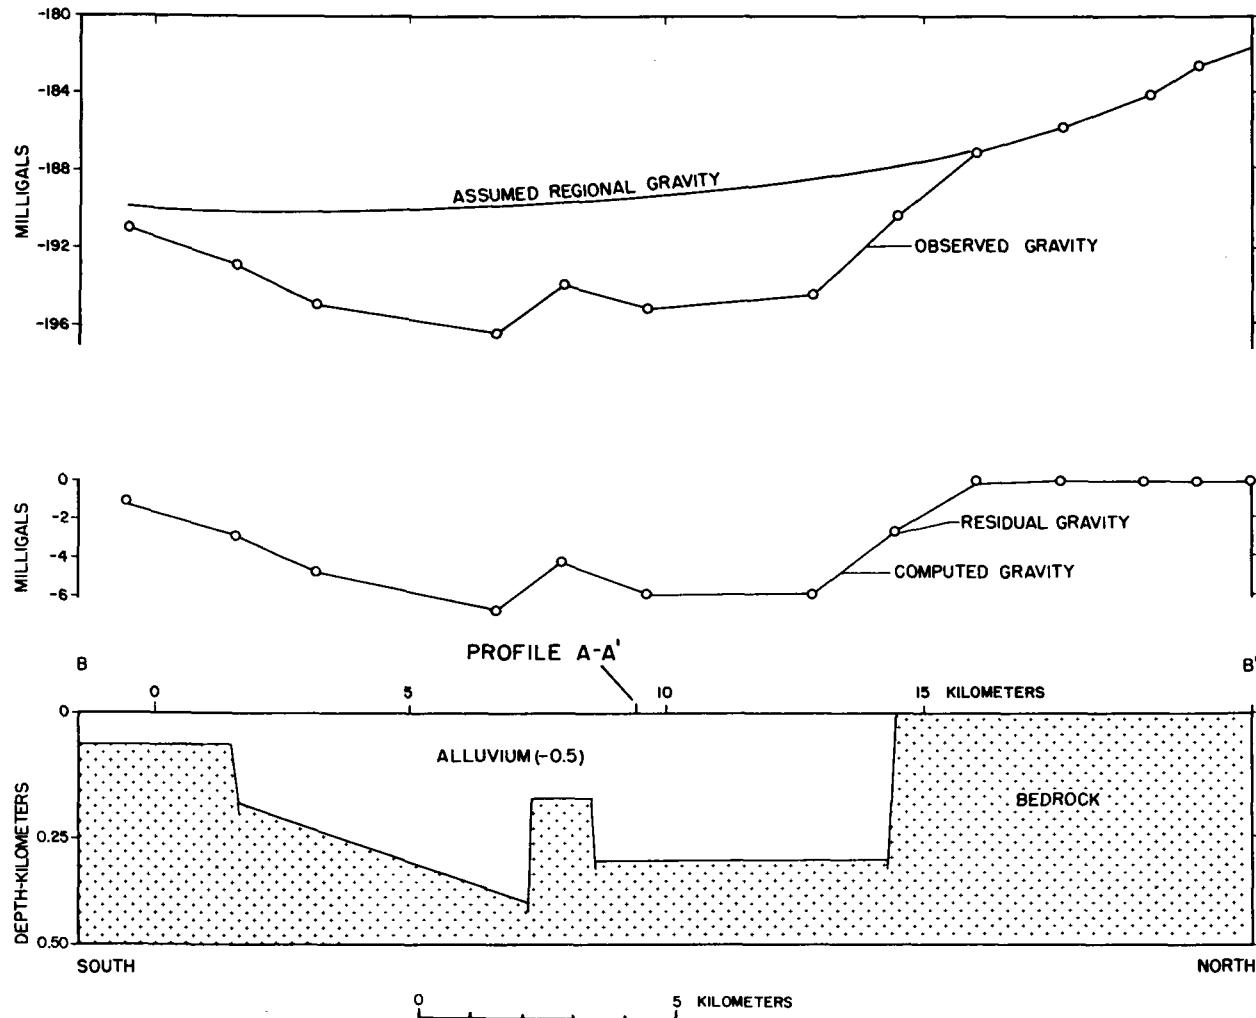 -180
-184
-188
-192
-196
MILLIGALS
ASSUMED REGIONAL GRAVITY
OBSERVED GRAVITY
0
-2
-4
-6
MILLIGALS
RESIDUAL GRAVITY
COMPUTED GRAVITY
PROFILE A-A'
B
B'
0 5 10 15 KILOMETERS
0
0.25
0.50
DEPTH-KILOMETERS
ALLUVIUM (-0.5)
BEDROCK
SOUTH
NORTH
0 5 KILOMETERS